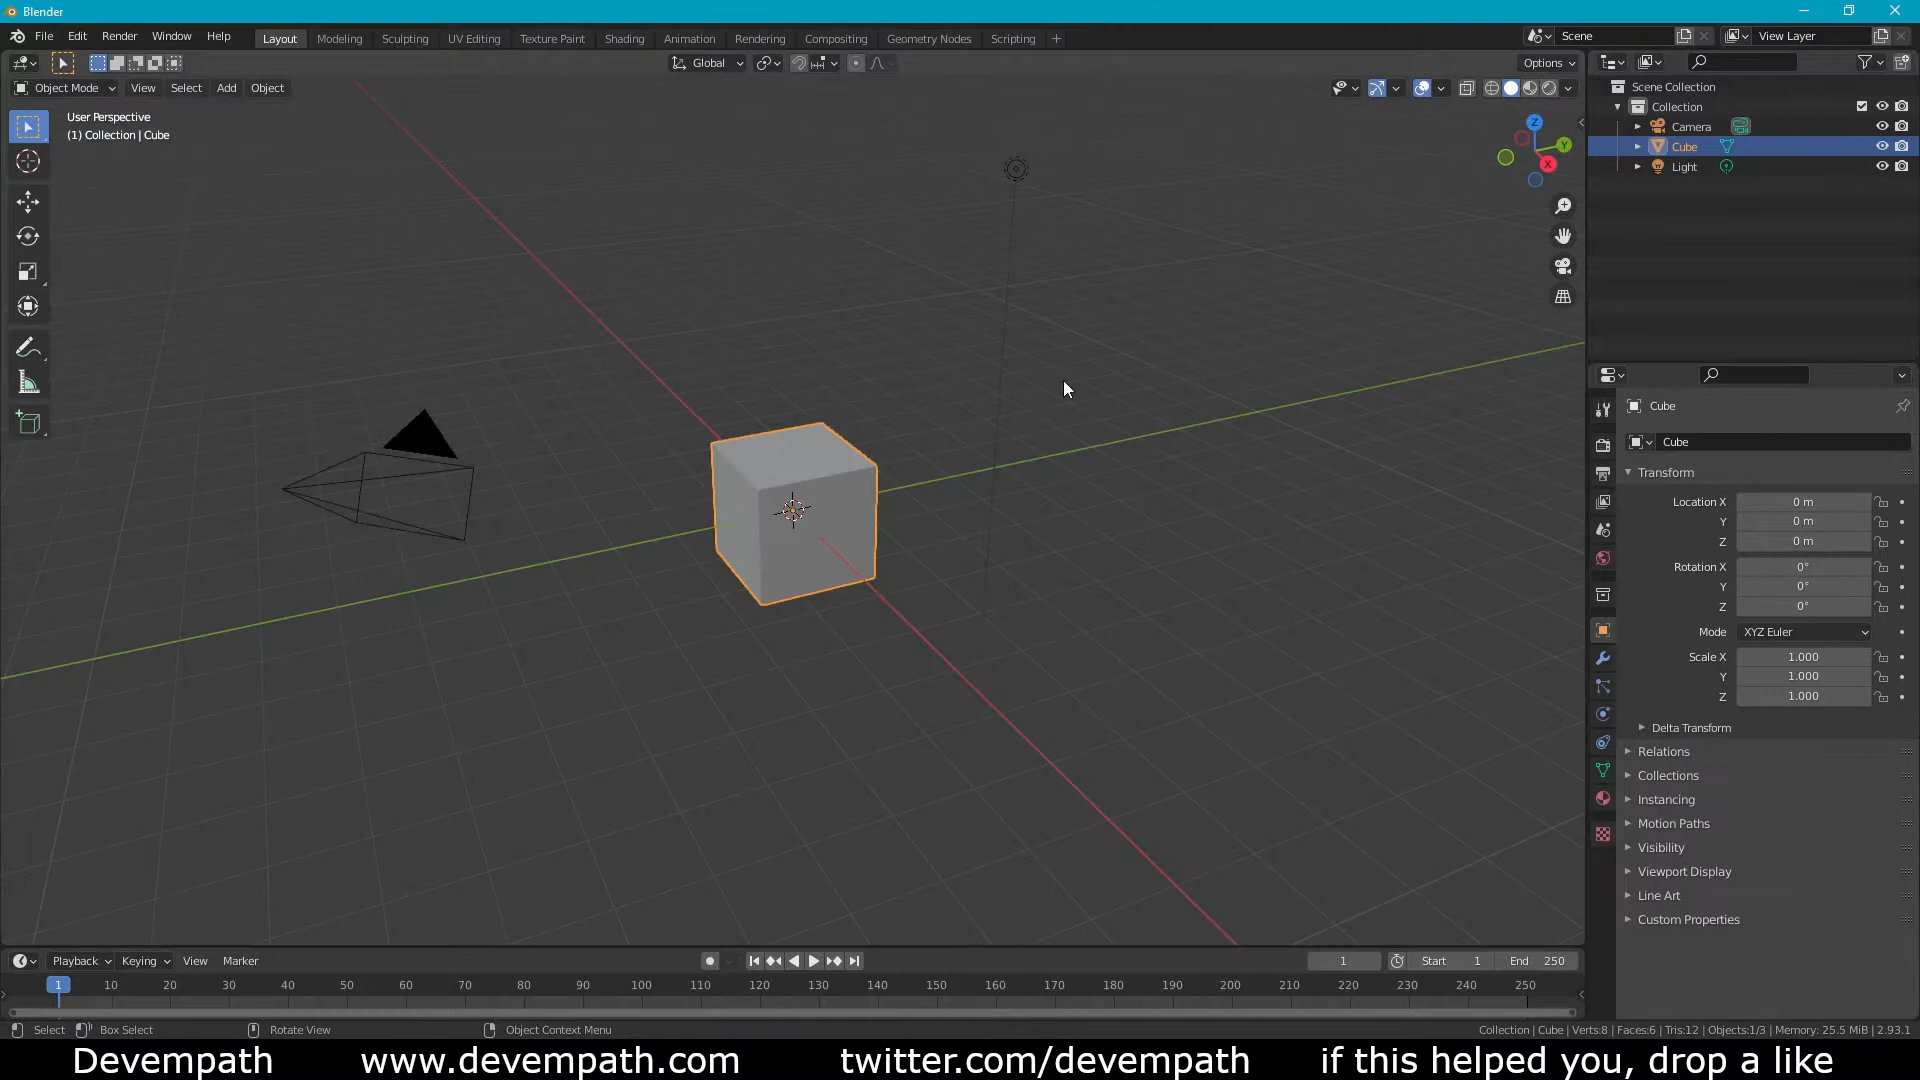 Blender
File Edit Render Window Help
Layout Modeling Sculpting UV Editing Texture Paint Shading Animation Rendering Compositing Geometry Nodes Scripting +
Scene View Layer
Global Options
Object Mode View Select Add Object
User Perspective
(1) Collection | Cube
Z
Y
X
Scene Collection
Collection
Camera
Cube
Light
Cube
Cube
Transform
Location X 0 m
Y 0 m
Z 0 m
Rotation X 0°
Y 0°
Z 0°
Mode XYZ Euler
Scale X 1.000
Y 1.000
Z 1.000
Delta Transform
Relations
Collections
Instancing
Motion Paths
Visibility
Viewport Display
Line Art
Custom Properties
Playback Keying View Marker 1 Start 1 End 250
1 10 20 30 40 50 60 70 80 90 100 110 120 130 140 150 160 170 180 190 200 210 220 230 240 250
Select Box Select Rotate View Object Context Menu Collection | Cube | Verts:8 | Faces:6 | Tris:12 | Objects:1/3 | Memory: 25.5 MiB | 2.93.1
Devempath www.devempath.com twitter.com/devempath if this helped you, drop a like